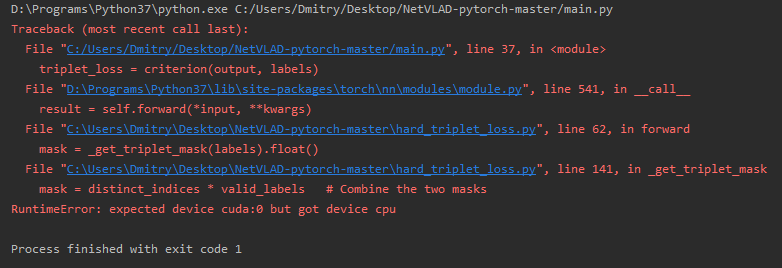 D:\Programs\Python37\python.exe C:/Users/Dmitry/Desktop/NetVLAD-pytorch-master/main.py
Traceback (most recent call last):
  File "C:/Users/Dmitry/Desktop/NetVLAD-pytorch-master/main.py", line 37, in <module>
    triplet_loss = criterion(output, labels)
  File "D:\Programs\Python37\lib\site-packages\torch\nn\modules\module.py", line 541, in __call__
    result = self.forward(*input, **kwargs)
  File "C:\Users\Dmitry\Desktop\NetVLAD-pytorch-master\hard_triplet_loss.py", line 62, in forward
    mask = _get_triplet_mask(labels).float()
  File "C:\Users\Dmitry\Desktop\NetVLAD-pytorch-master\hard_triplet_loss.py", line 141, in _get_triplet_mask
    mask = distinct_indices * valid_labels   # Combine the two masks
RuntimeError: expected device cuda:0 but got device cpu
Process finished with exit code 1